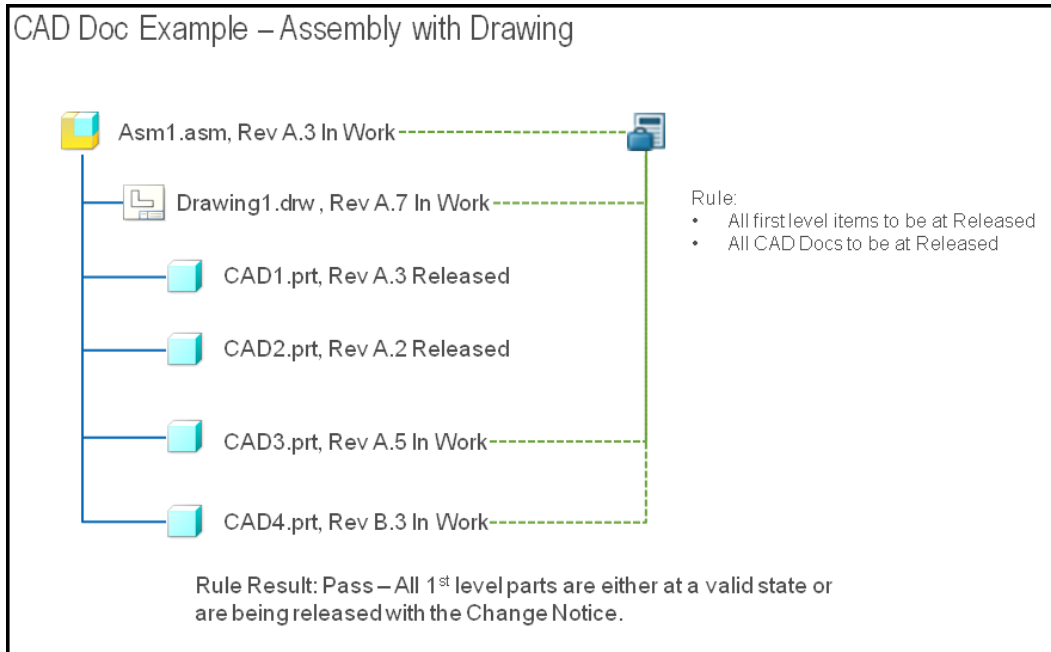 CAD Doc Example – Assembly with Drawing
Asm1.asm, Rev A.3 In Work
Drawing1.drw , Rev A.7 In Work
Rule:
• All first level items to be at Released
• All CAD Docs to be at Released
CAD1.prt, Rev A.3 Released
CAD2.prt, Rev A.2 Released
CAD3.prt, Rev A.5 In Work
CAD4.prt, Rev B.3 In Work
Rule Result: Pass – All 1st level parts are either at a valid state or
are being released with the Change Notice.